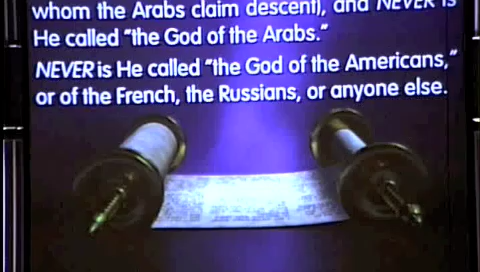 whom the Arabs claim descent), and NEVER is
He called "the God of the Arabs."
NEVER is He called "the God of the Americans,"
or of the French, the Russians, or anyone else.